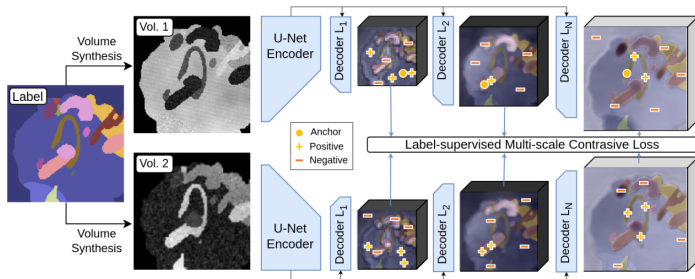 Label
Volume
Synthesis
Volume
Synthesis
Vol. 1
Vol. 2
U-Net
Encoder
Decoder L1
Decoder L2
Decoder LN
Anchor
Positive
Negative
Label-supervised Multi-scale Contrasive Loss
U-Net
Encoder
Decoder L1
Decoder L2
Decoder LN